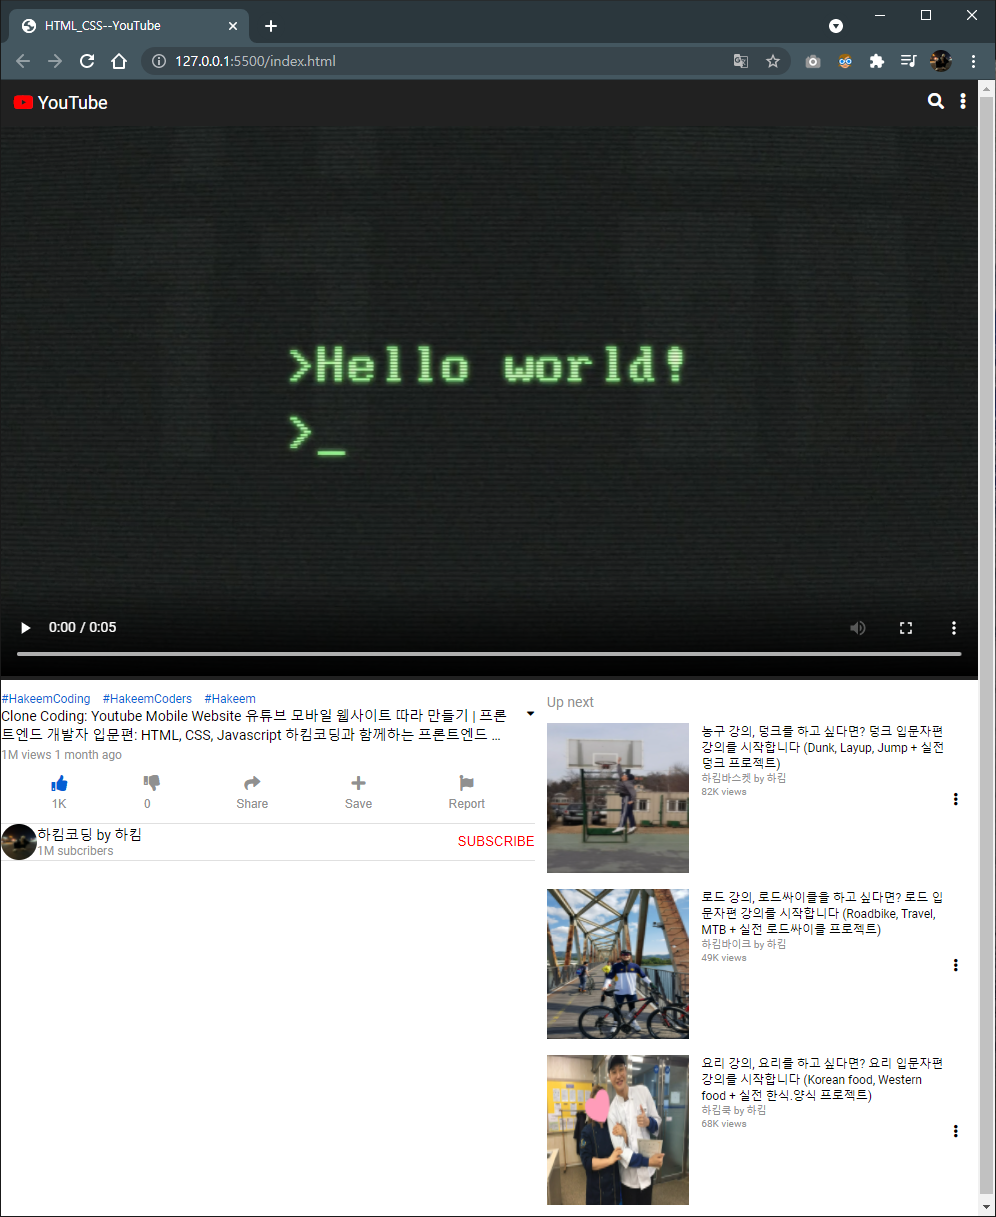 HTML_CSS--YouTube
127.0.0.1:5500/index.html
YouTube
>Hello world!
>_
0:00 / 0:05
#HakeemCoding #HakeemCoders #Hakeem
Clone Coding: Youtube Mobile Website 유튜브 모바일 웹사이트 따라 만들기 | 프론
트엔드 개발자 입문편: HTML, CSS, Javascript 하킴코딩과 함께하는 프론트엔드 ...
1M views 1 month ago
1K
0
Share
Save
Report
하킴코딩 by 하킴
1M subcribers
SUBSCRIBE
Up next
농구 강의, 덩크를 하고 싶다면? 덩크 입문자편
강의를 시작합니다 (Dunk, Layup, Jump + 실전
덩크 프로젝트)
하킴바스켓 by 하킴
82K views
로드 강의, 로드싸이클을 하고 싶다면? 로드 입
문자편 강의를 시작합니다 (Roadbike, Travel,
MTB + 실전 로드싸이클 프로젝트)
하킴바이크 by 하킴
49K views
요리 강의, 요리를 하고 싶다면? 요리 입문자편
강의를 시작합니다 (Korean food, Western
food + 실전 한식.양식 프로젝트)
하킴쿡 by 하킴
68K views